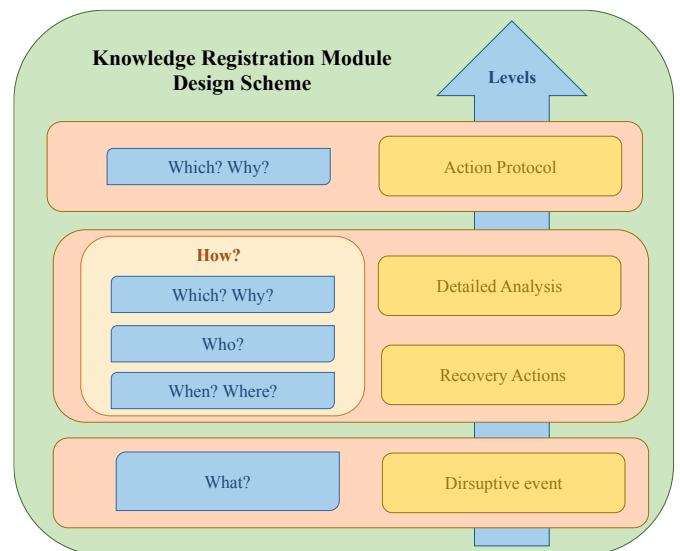 Knowledge Registration Module
Design Scheme
Levels
Which? Why?
Action Protocol
How?
Which? Why?
Detailed Analysis
Who?
When? Where?
Recovery Actions
What?
Dirsuptive event